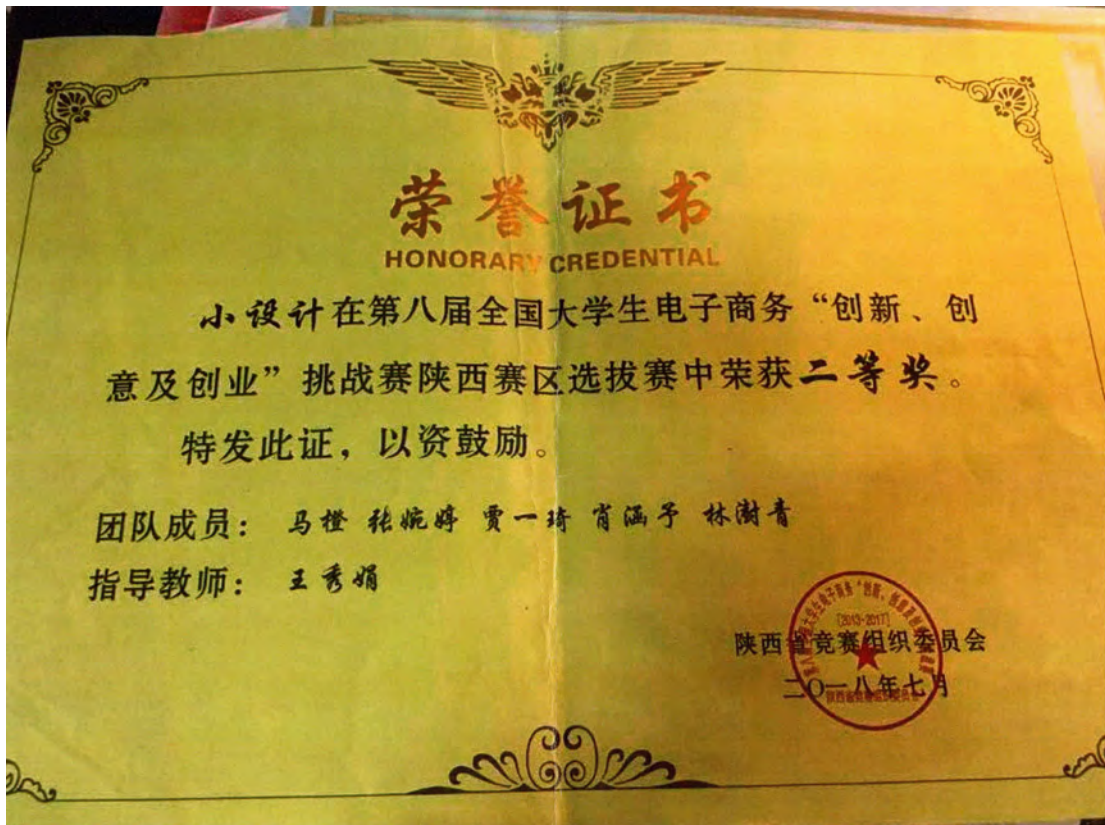 荣誉证书
HONORARY CREDENTIAL
小设计在第八届全国大学生电子商务“创新、创
意及创业”挑战赛陕西赛区选拔赛中荣获二等奖。
特发此证，以资鼓励。
团队成员： 马橙 张婉婷 贾一琦 肖涵予 林澍青
指导教师： 王秀娟
陕西省竞赛组织委员会
二〇一八年七月
[2013-2017]